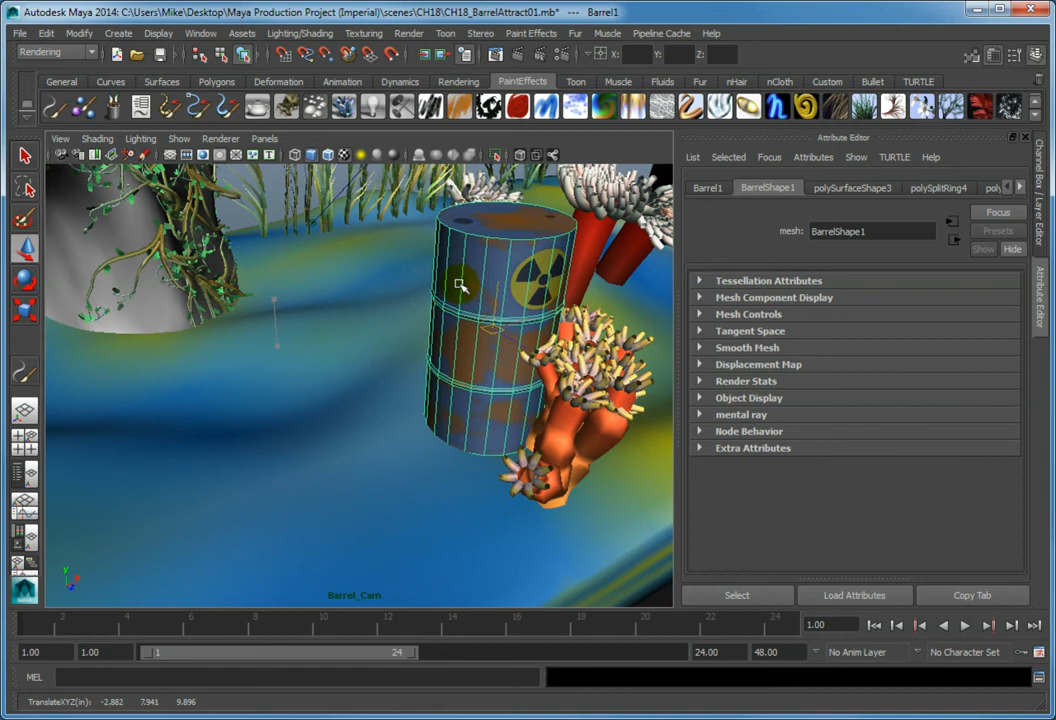 Autodesk Maya 2014: C:\Users\Mike\Desktop\Maya Production Project (Imperial)\scenes\CH18\CH18_BarrelAttract01.mb* --- Barrel1
File Edit Modify Create Display Window Assets Lighting/Shading Texturing Render Toon Stereo Paint Effects Fur Muscle Pipeline Cache Help
Rendering X: Y: Z:
General Curves Surfaces Polygons Deformation Animation Dynamics Rendering PaintEffects Toon Muscle Fluids Fur nHair nCloth Custom Bullet TURTLE
View Shading Lighting Show Renderer Panels
Attribute Editor
List Selected Focus Attributes Show TURTLE Help
Barrel1 BarrelShape1 polySurfaceShape3 polySplitRing4 poly
Focus
mesh: BarrelShape1 Presets
Show Hide
Tessellation Attributes
Mesh Component Display
Mesh Controls
Tangent Space
Smooth Mesh
Displacement Map
Render Stats
Object Display
mental ray
Node Behavior
Extra Attributes
Channel Box / Layer Editor
Attribute Editor
y
Barrel_Cam
Select Load Attributes Copy Tab
2 4 6 8 10 12 14 16 18 20 22 24 1.00
1.00 1.00 1 24 24.00 48.00 No Anim Layer No Character Set
MEL
TranslateXYZ(in): -2.882 7.941 9.896